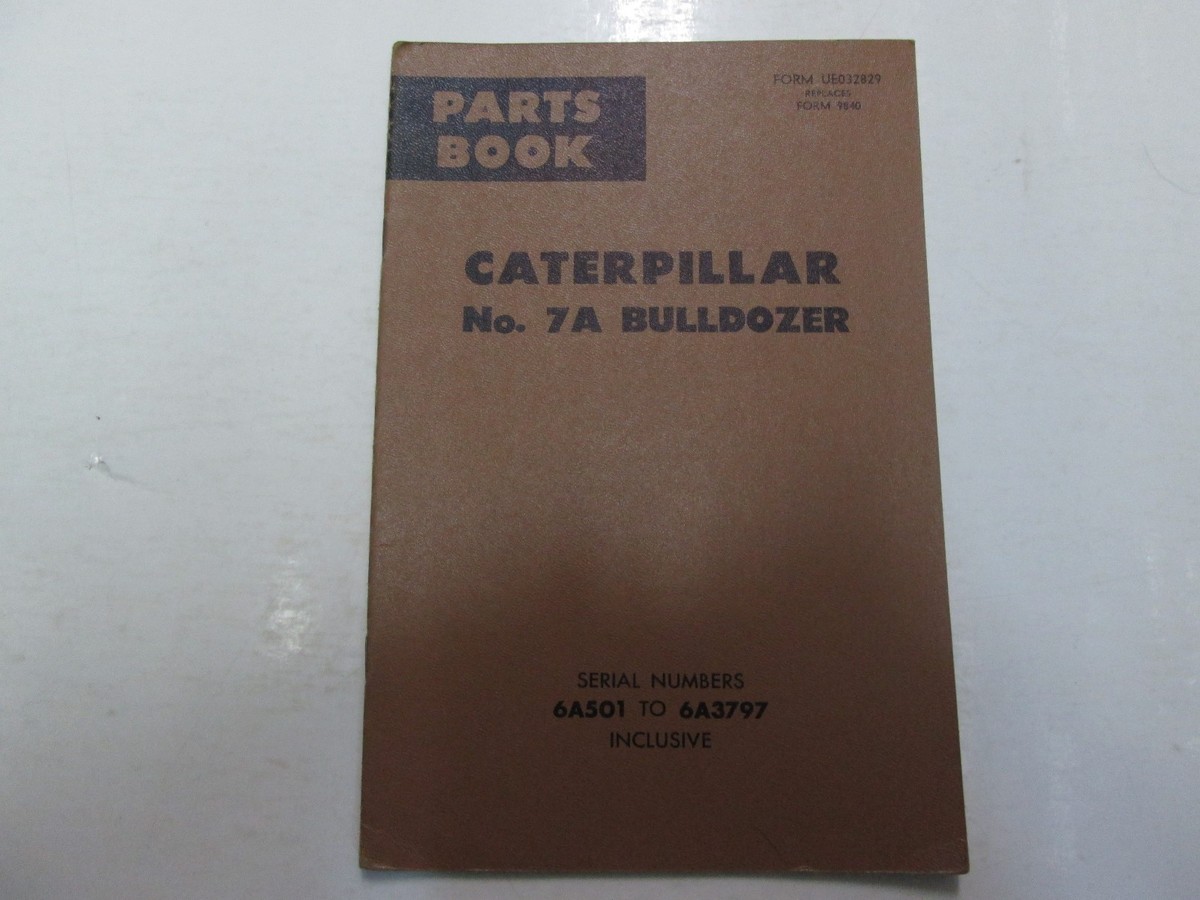 PARTS
BOOK
FORM UE032829
REPLACES
FORM 9840
CATERPILLAR
No. 7A BULLDOZER
SERIAL NUMBERS
6A501 TO 6A3797
INCLUSIVE